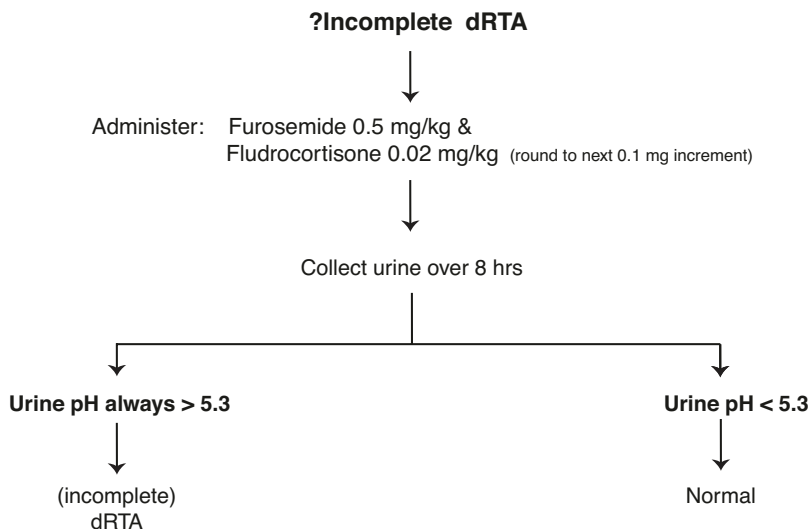 ?Incomplete dRTA
Administer: Furosemide 0.5 mg/kg &
Fludrocortisone 0.02 mg/kg (round to next 0.1 mg increment)
Collect urine over 8 hrs
Urine pH always > 5.3
Urine pH < 5.3
(incomplete)
dRTA
Normal